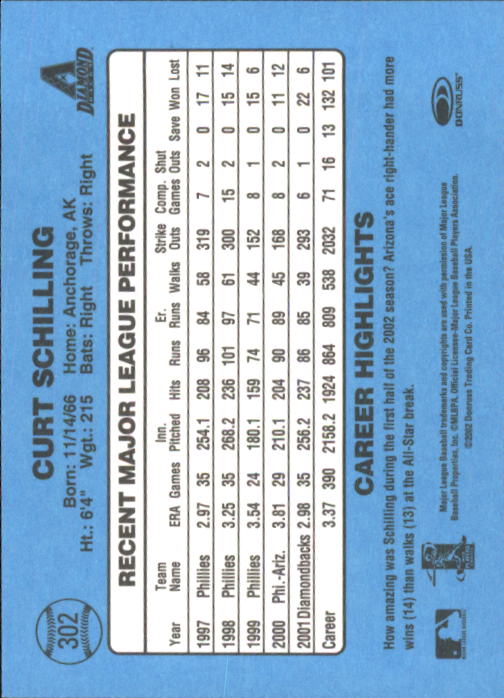 302
CURT SCHILLING
Born: 11/14/66 Home: Anchorage, AK
Ht.: 6'4" Wgt.: 215 Bats: Right Throws: Right
DIAMOND
RECENT MAJOR LEAGUE PERFORMANCE
Year Team Name ERA Games Inn. Pitched Hits Runs Er. Runs Walks Strike Outs Comp. Games Shut Outs Save Won Lost
1997 Phillies 2.97 35 254.1 208 96 84 58 319 7 2 0 17 11
1998 Phillies 3.25 35 268.2 236 101 97 61 300 15 2 0 15 14
1999 Phillies 3.54 24 180.1 159 74 71 44 152 8 1 0 15 6
2000 Phi.-Ariz. 3.81 29 210.1 204 90 89 45 168 8 2 0 11 12
2001 Diamondbacks 2.98 35 256.2 237 86 85 39 293 6 1 0 22 6
Career 3.37 390 2158.2 1924 864 809 538 2032 71 16 13 132 101
CAREER HIGHLIGHTS
How amazing was Schilling during the first half of the 2002 season? Arizona's ace right-hander had more
wins (14) than walks (13) at the All-Star break.
Major League Baseball trademarks and copyrights are used with permission of Major League
Baseball Properties, Inc. ©MLBPA, Official Licensee-Major League Baseball Players Association.
©2002 Donruss Trading Card Co. Printed in the USA.
DONRUSS